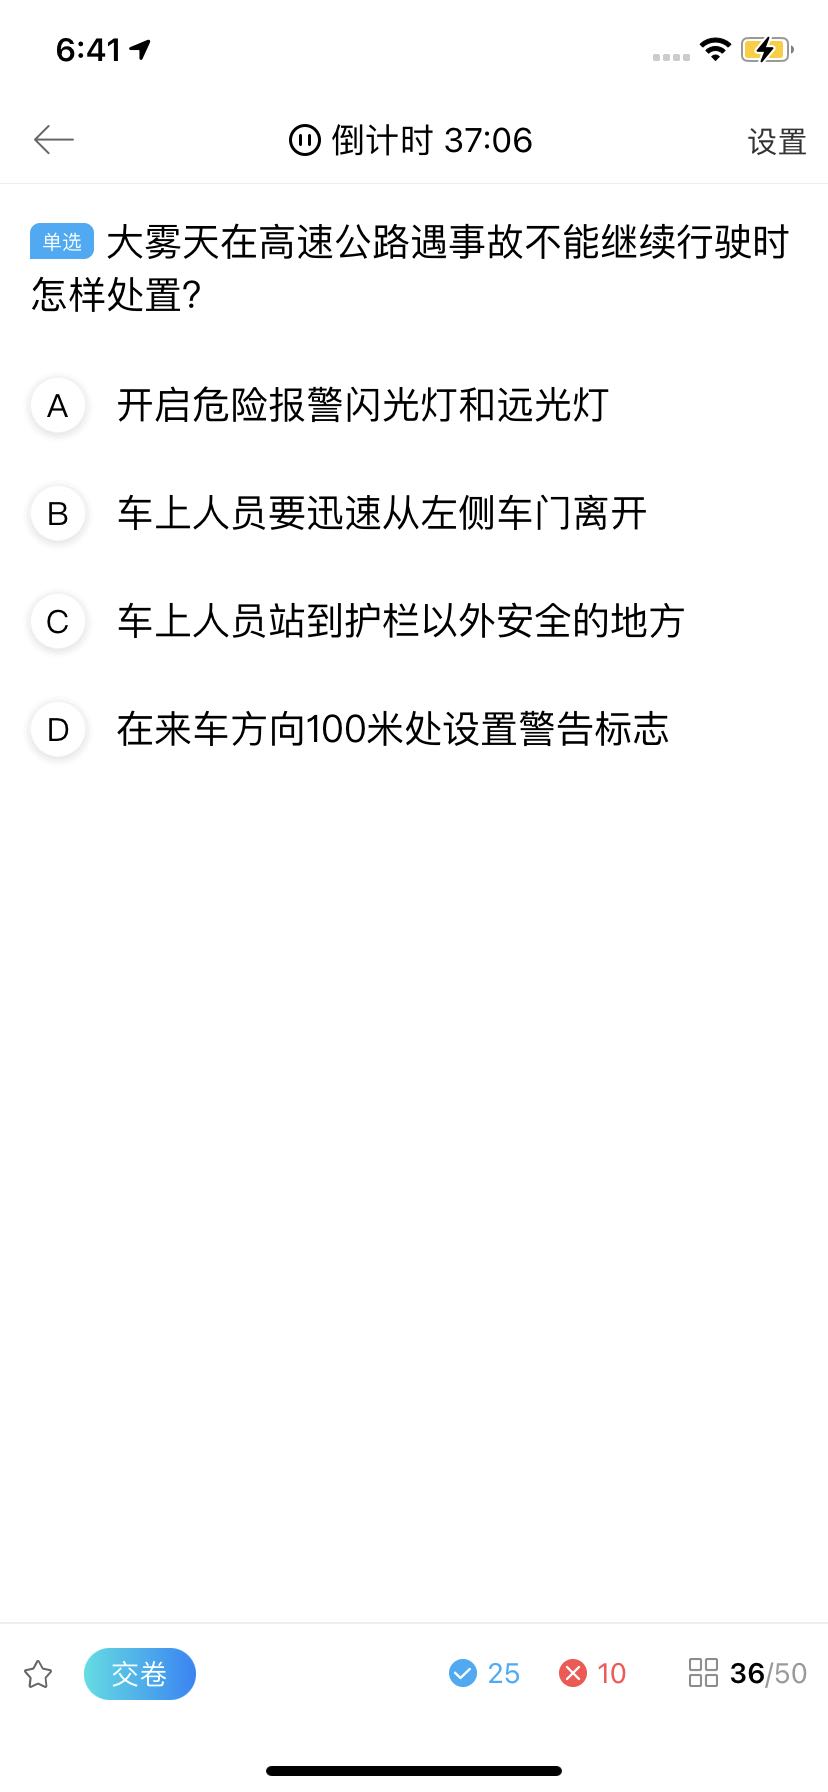 6:41
倒计时 37:06
设置
单选 大雾天在高速公路遇事故不能继续行驶时
怎样处置?
A 开启危险报警闪光灯和远光灯
B 车上人员要迅速从左侧车门离开
C 车上人员站到护栏以外安全的地方
D 在来车方向100米处设置警告标志
交卷 25 10 36/50